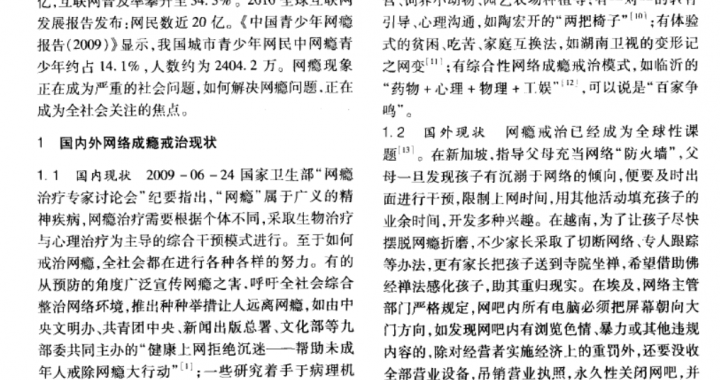 亿,互联网普及率攀升至 34.3%。2010 全球互联网
发展报告发布:网民数近 20 亿。《中国青少年网瘾
报告(2009)》显示,我国城市青少年网民中网瘾青
少年约占 14.1%,人数约为 2404.2 万。网瘾现象
正在成为严重的社会问题,如何解决网瘾问题,正在
成为全社会关注的焦点。
1 国内外网络成瘾戒治现状
1.1 国内现状 2009-06-24 国家卫生部“网瘾
治疗专家讨论会”纪要指出,“网瘾”属于广义的精
神疾病,网瘾治疗需要根据个体不同,采取生物治疗
与心理治疗为主导的综合干预模式进行。至于如何
戒治网瘾,全社会都在进行各种各样的努力。有的
从预防的角度广泛宣传网瘾之害,呼吁全社会综合
整治网络环境,推出种种举措让人远离网瘾,如由中
央文明办、共青团中央、新闻出版总署、文化部等九
部委共同主办的“健康上网拒绝沉迷——帮助未成
年人戒除网瘾大行动”[1];一些研究着手于病理机
营、饲养小动物、园艺农场种植等;有一对一的教育
引导、心理沟通,如陶宏开的“两把椅子”[10];有体验
式的贫困、吃苦、家庭互换法,如湖南卫视的变形记
之网变[11];有综合性网络成瘾戒治模式,如临沂的
“药物+心理+物理+工娱”[12],可以说是“百家争
鸣”。
1.2 国外现状 网瘾戒治已经成为全球性课
题[13]。在新加坡,指导父母充当网络“防火墙”,父
母一旦发现孩子有沉溺于网络的倾向,便要及时出
面进行干预,限制上网时间,用其他活动填充孩子的
业余时间,开发多种兴趣。在越南,为了让孩子尽快
摆脱网瘾折磨,不少家长采取了切断网络、专人跟踪
等办法,更有家长把孩子送到寺院坐禅,希望借助佛
经禅法感化孩子,助其重归现实。在埃及,网络主管
部门严格规定,网吧内所有电脑必须把屏幕朝向大
门方向,如发现网吧内有浏览色情、暴力或其他违规
内容的,除对经营者实施经济上的重罚外,还要没收
全部营业设备,吊销营业执照,永久性关闭网吧,并